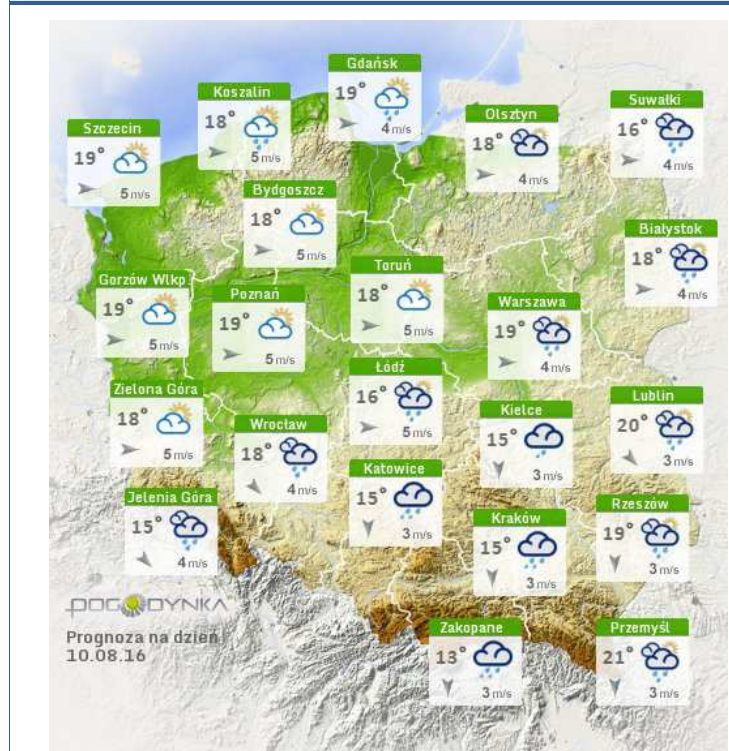 Gdańsk
19°
4 m/s
Koszalin
18°
5 m/s
Szczecin
19°
5 m/s
Olsztyn
18°
4 m/s
Suwałki
16°
4 m/s
Bydgoszcz
18°
5 m/s
Białystok
18°
4 m/s
Gorzów Wlkp
19°
5 m/s
Poznań
19°
5 m/s
Toruń
18°
5 m/s
Warszawa
19°
4 m/s
Zielona Góra
18°
5 m/s
Łódź
16°
5 m/s
Wrocław
18°
4 m/s
Kielce
15°
3 m/s
Lublin
20°
3 m/s
Katowice
15°
3 m/s
Jelenia Góra
15°
4 m/s
Kraków
15°
3 m/s
Rzeszów
19°
3 m/s
POGODYNKA
Prognoza na dzień
10.08.16
Zakopane
13°
3 m/s
Przemyśl
21°
3 m/s